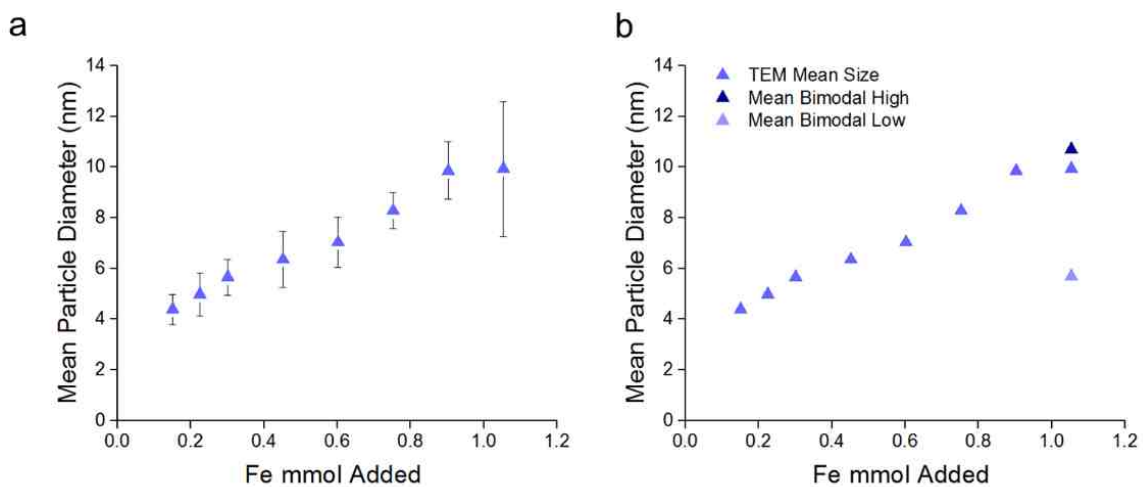 a
Mean Particle Diameter (nm)
14
12
10
8
6
4
2
0
0.0 0.2 0.4 0.6 0.8 1.0 1.2
Fe mmol Added
b
Mean Particle Diameter (nm)
14
12
10
8
6
4
2
0
TEM Mean Size
Mean Bimodal High
Mean Bimodal Low
0.0 0.2 0.4 0.6 0.8 1.0 1.2
Fe mmol Added